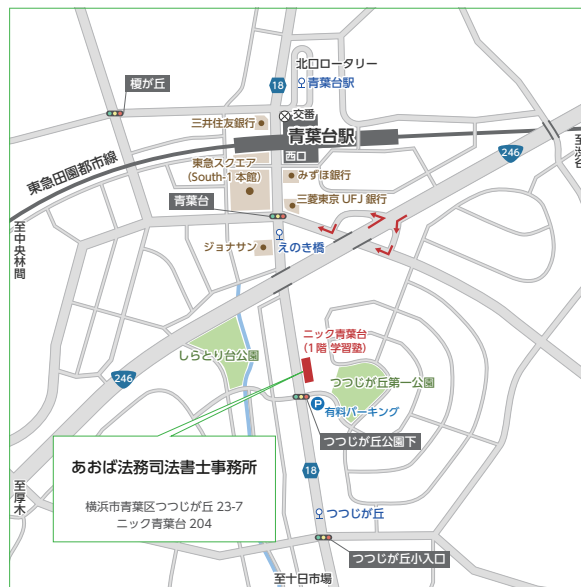 北口ロータリー
18
青葉台駅
榎が丘
交番
三井住友銀行
青葉台駅
西口
東急田園都市線
至渋谷
246
東急スクエア
(South-1 本館)
みずほ銀行
三菱東京 UFJ 銀行
青葉台
至中央林間
ジョナサン
えのき橋
しらとり台公園
ニック青葉台
(1階 学習塾)
つつじが丘第一公園
246
P
有料パーキング
つつじが丘公園下
あおば法務司法書士事務所
横浜市青葉区つつじが丘 23-7
ニック青葉台 204
18
至厚木
つつじが丘
つつじが丘小入口
至十日市場